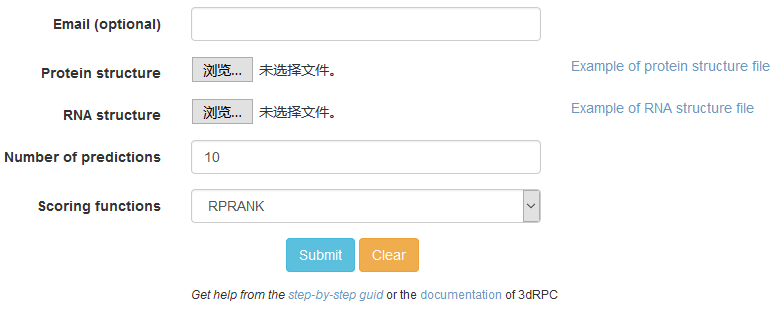 Email (optional)
Protein structure 浏览... 未选择文件。 Example of protein structure file
RNA structure 浏览... 未选择文件。 Example of RNA structure file
Number of predictions 10
Scoring functions RPRANK
Submit Clear
Get help from the step-by-step guid or the documentation of 3dRPC